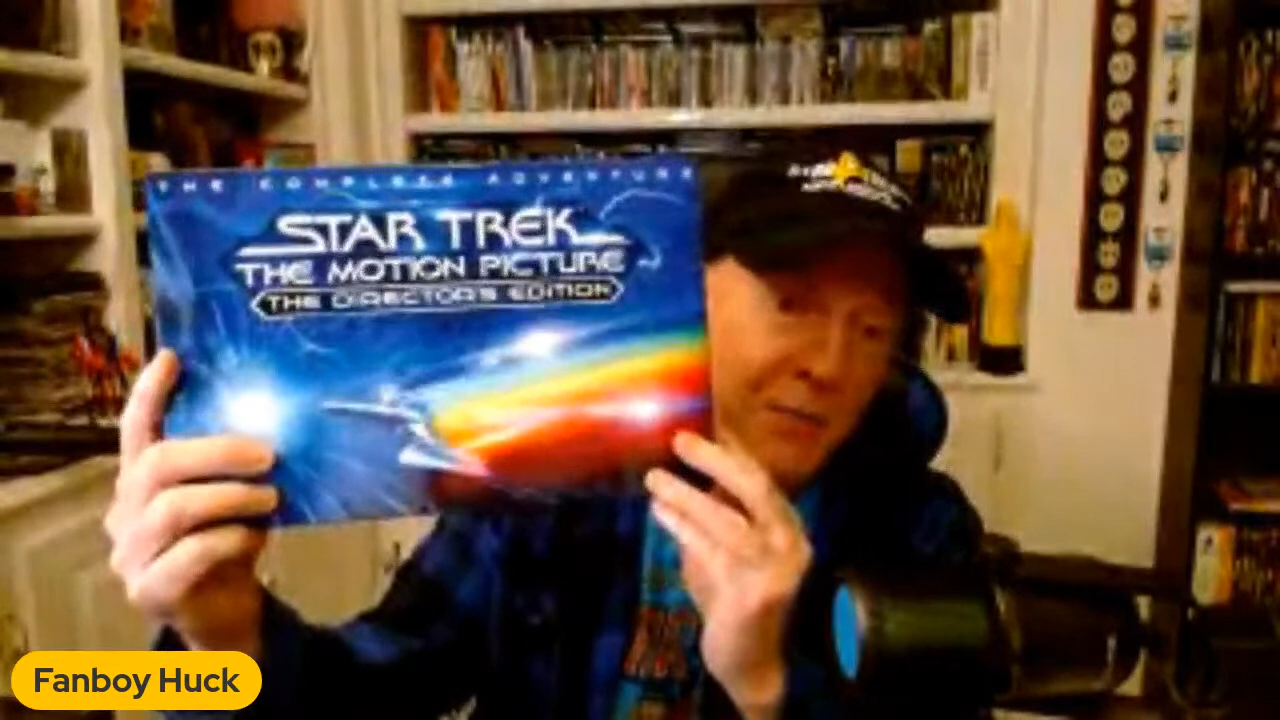 THE COMPLETE ADVENTURE
STAR TREK
THE MOTION PICTURE
THE DIRECTOR'S EDITION
Fanboy Huck